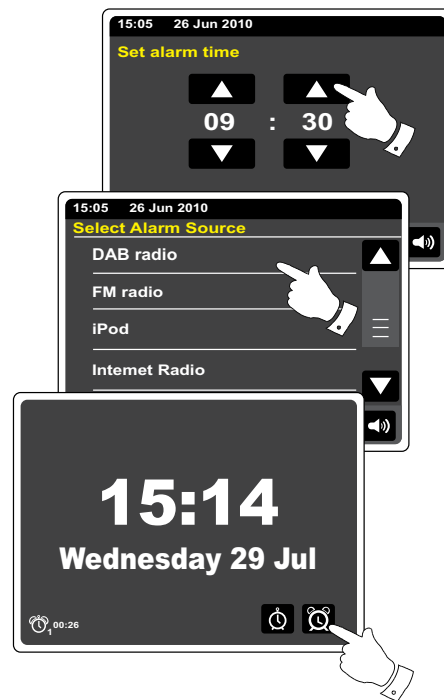 15:05 26 Jun 2010
Set alarm time
09 : 30
15:05 26 Jun 2010
Select Alarm Source
DAB radio
FM radio
iPod
Intemet Radio
15:14
Wednesday 29 Jul
1 00:26